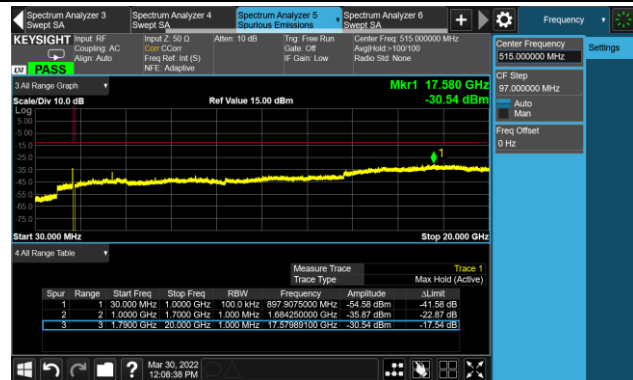 Spectrum Analyzer 3
Swept SA
Spectrum Analyzer 4
Swept SA
Spectrum Analyzer 5
Spurious Emissions
Spectrum Analyzer 6
Swept SA
+
Frequency
KEYSIGHT
Input: RF
Coupling: AC
Align: Auto
Input Z: 50 Ω
Corr CCorr
Freq Ref: Int (S)
NFE: Adaptive
Atten: 10 dB
Trig: Free Run
Gate: Off
IF Gain: Low
Center Freq: 515.000000 MHz
Avg|Hold:>100/100
Radio Std: None
LXI
PASS
Center Frequency
515.000000 MHz
Settings
CF Step
97.000000 MHz
Auto
Man
Freq Offset
0 Hz
3 All Range Graph
Mkr1 17.580 GHz
Scale/Div 10.0 dB
Ref Value 15.00 dBm
-30.54 dBm
Log
5.00
-5.00
-15.0
-25.0
-35.0
-45.0
-55.0
-65.0
-75.0
1
Start 30.000 MHz
Stop 20.000 GHz
4 All Range Table
Measure Trace Trace 1
Trace Type Max Hold (Active)
Spur Range Start Freq Stop Freq RBW Frequency Amplitude ΔLimit
1 1 30.000 MHz 1.0000 GHz 100.0 kHz 897.9075000 MHz -54.58 dBm -41.58 dB
2 2 1.0000 GHz 1.7000 GHz 1.000 MHz 1.684250000 GHz -35.87 dBm -22.87 dB
3 3 1.7900 GHz 20.000 GHz 1.000 MHz 17.57989100 GHz -30.54 dBm -17.54 dB
?
Mar 30, 2022
12:08:38 PM